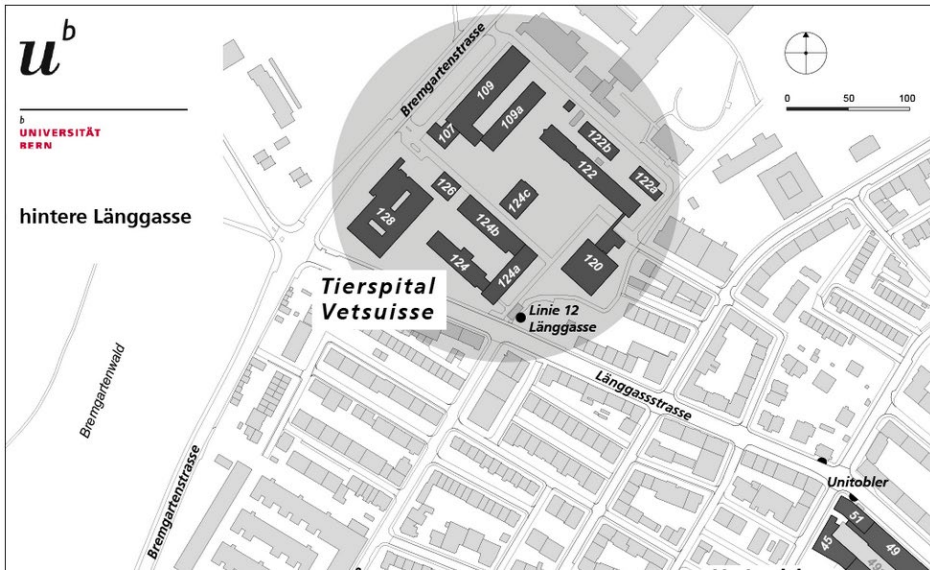 u^b
b
UNIVERSITÄT
BERN
hintere Länggasse
Bremgartenwald
Bremgartenstrasse
Bremgartenstrasse
0 50 100
109
109a
107
122b
122
122a
126
124c
128
124b
124
124a
120
Tierspital
Vetsuisse
Linie 12
Länggasse
Länggassstrasse
Unitobler
51
45
49